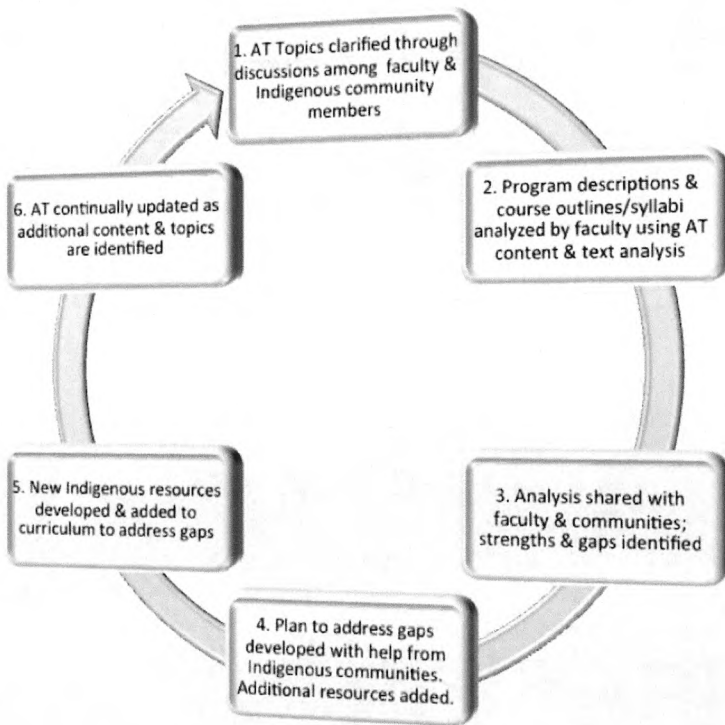 1. AT Topics clarified through
discussions among faculty &
Indigenous community
members
2. Program descriptions &
course outlines/syllabi
analyzed by faculty using AT
content & text analysis
3. Analysis shared with
faculty & communities;
strengths & gaps identified
4. Plan to address gaps
developed with help from
Indigenous communities.
Additional resources added.
5. New Indigenous resources
developed & added to
curriculum to address gaps
6. AT continually updated as
additional content & topics
are identified